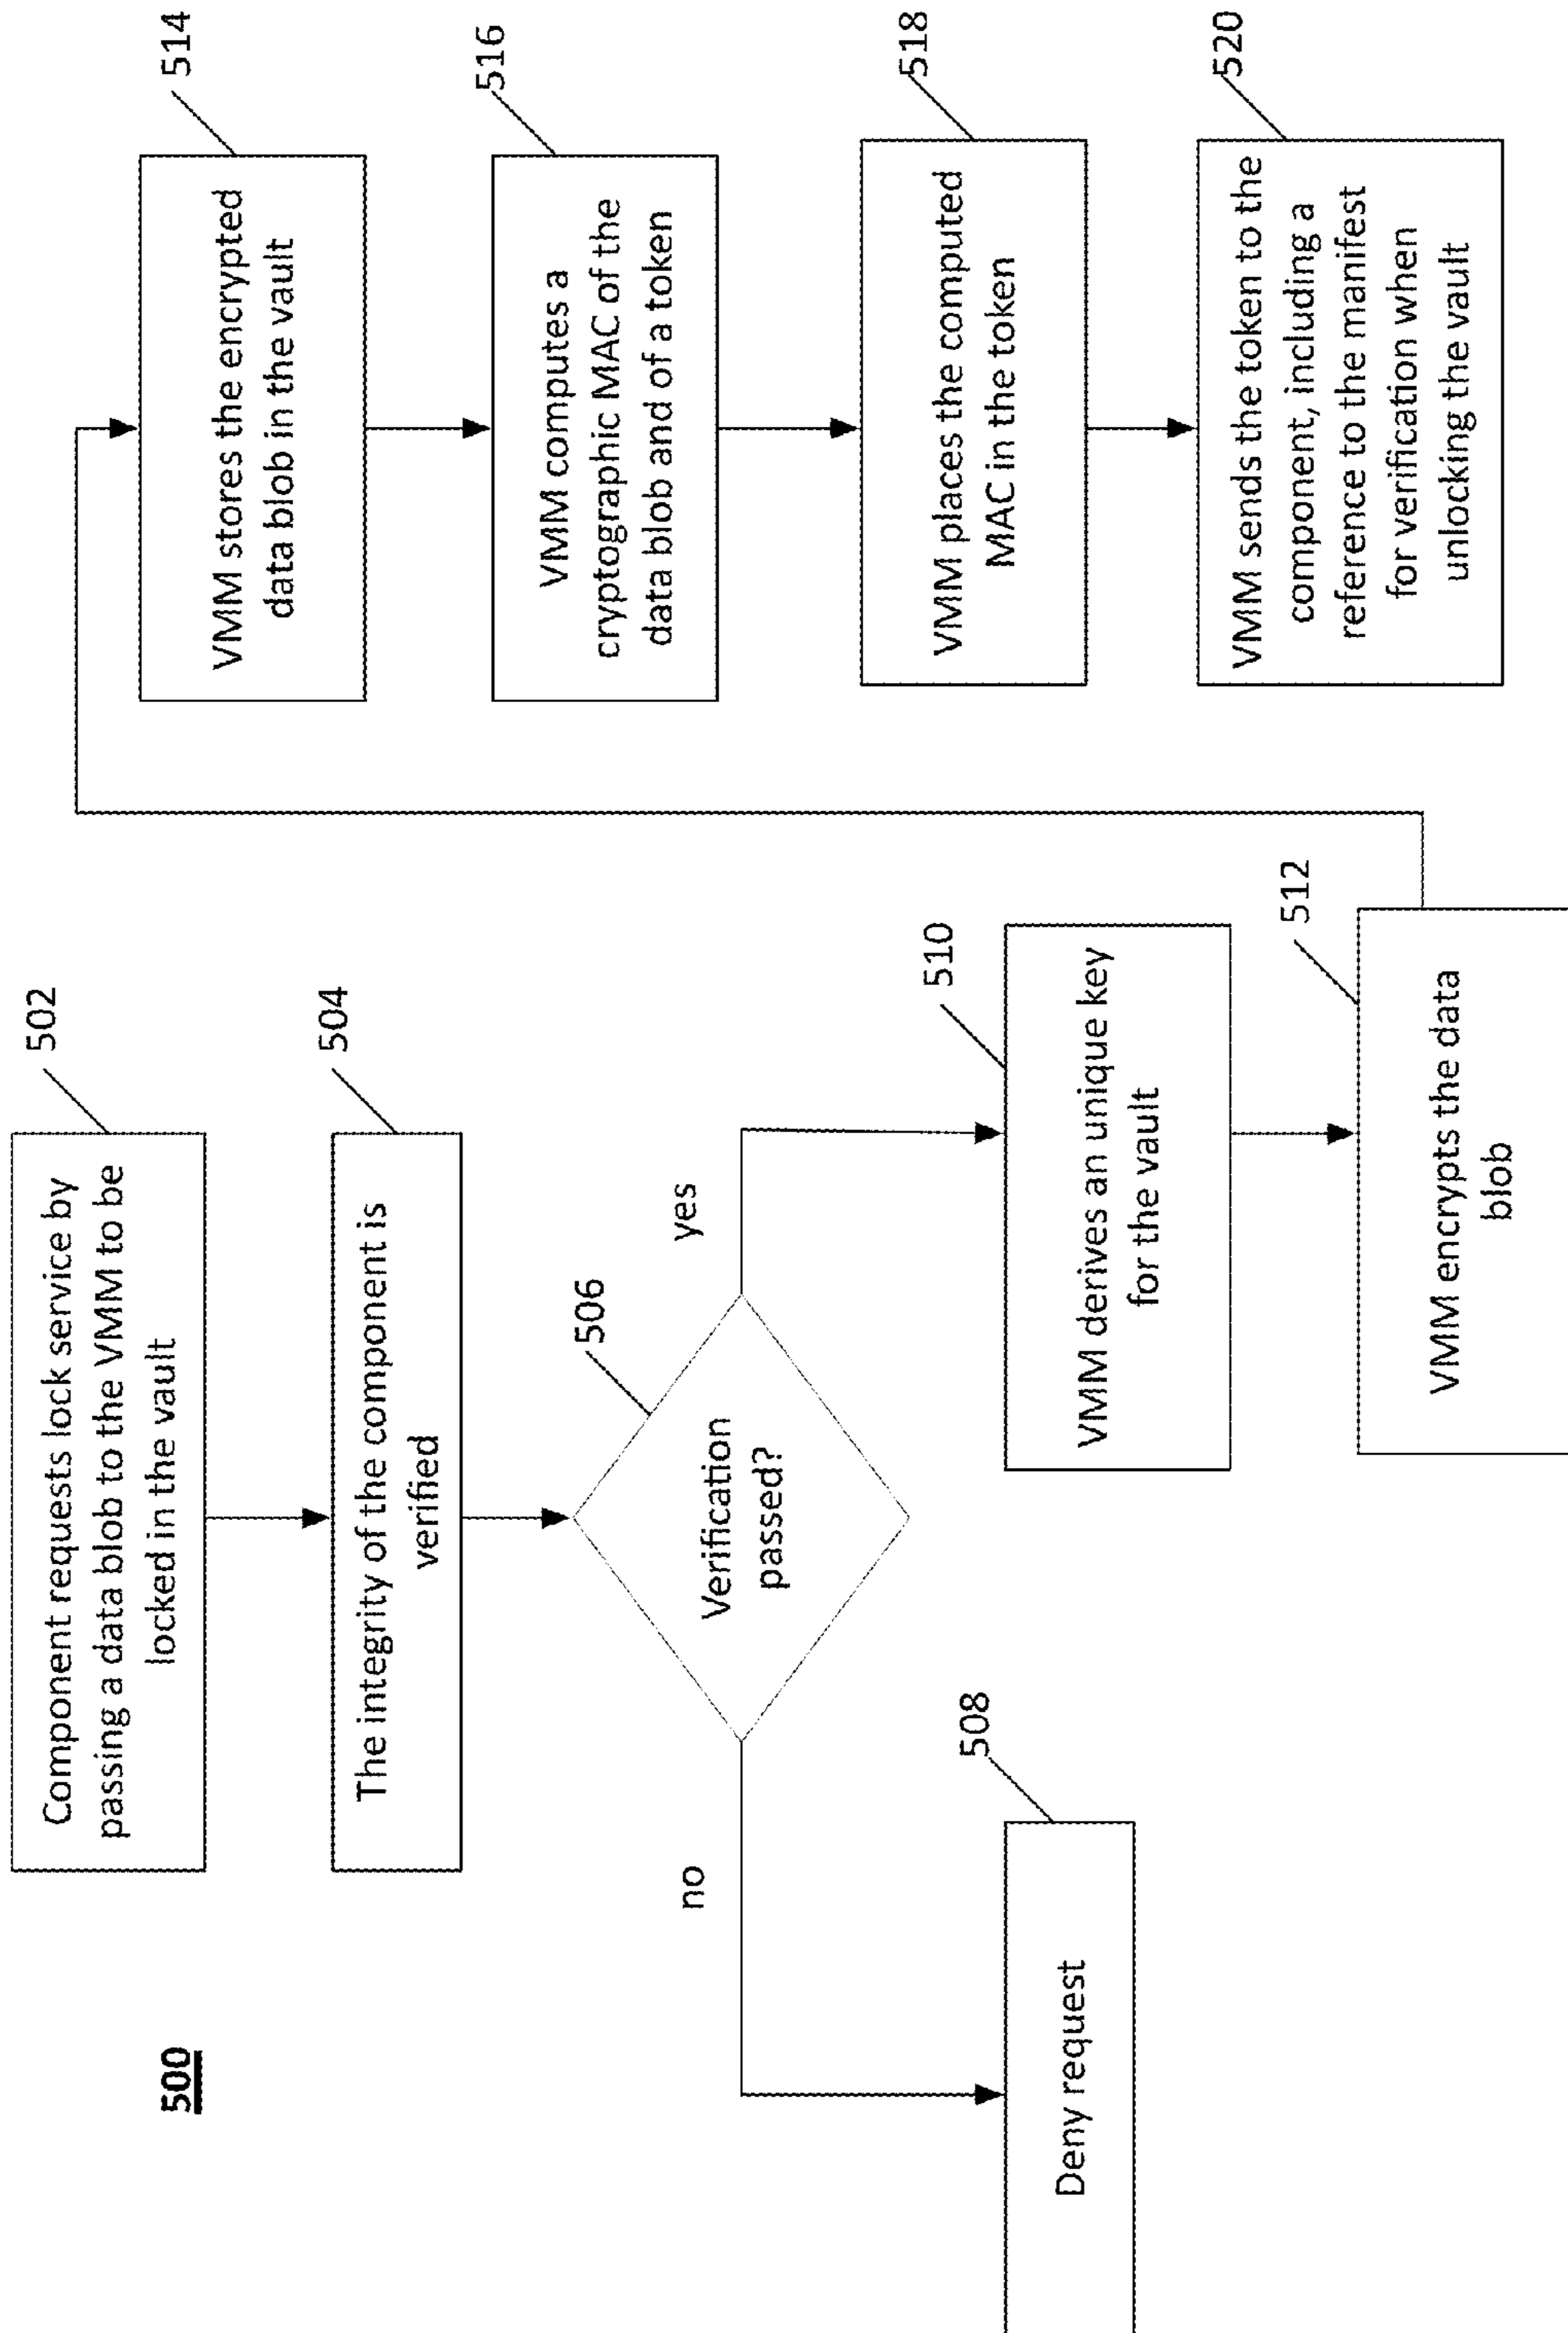 500
502
Component requests lock service by
passing a data blob to the VMM to be
locked in the vault
504
The integrity of the component is
verified
506
Verification
passed?
no
yes
508
Deny request
510
VMM derives an unique key
for the vault
512
VMM encrypts the data
blob
514
VMM stores the encrypted
data blob in the vault
516
VMM computes a
cryptographic MAC of the
data blob and of a token
518
VMM places the computed
MAC in the token
520
VMM sends the token to the
component, including a
reference to the manifest
for verification when
unlocking the vault